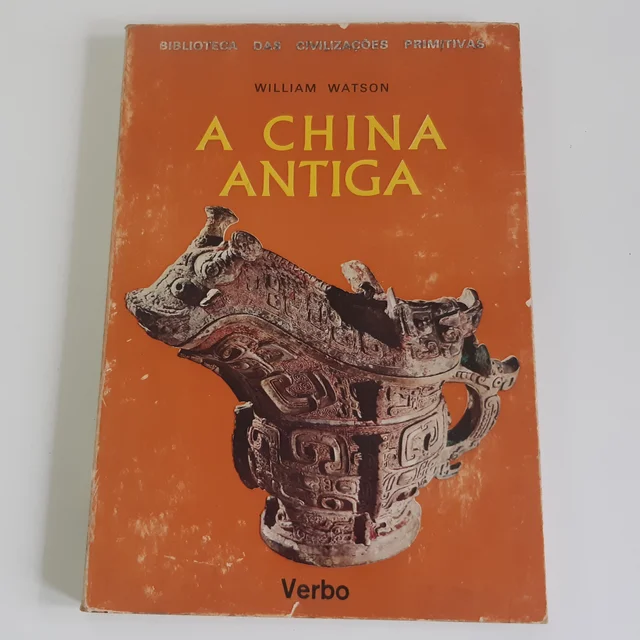 BIBLIOTECA DAS CIVILIZAÇÕES PRIMITIVAS
WILLIAM WATSON
A CHINA
ANTIGA
Verbo